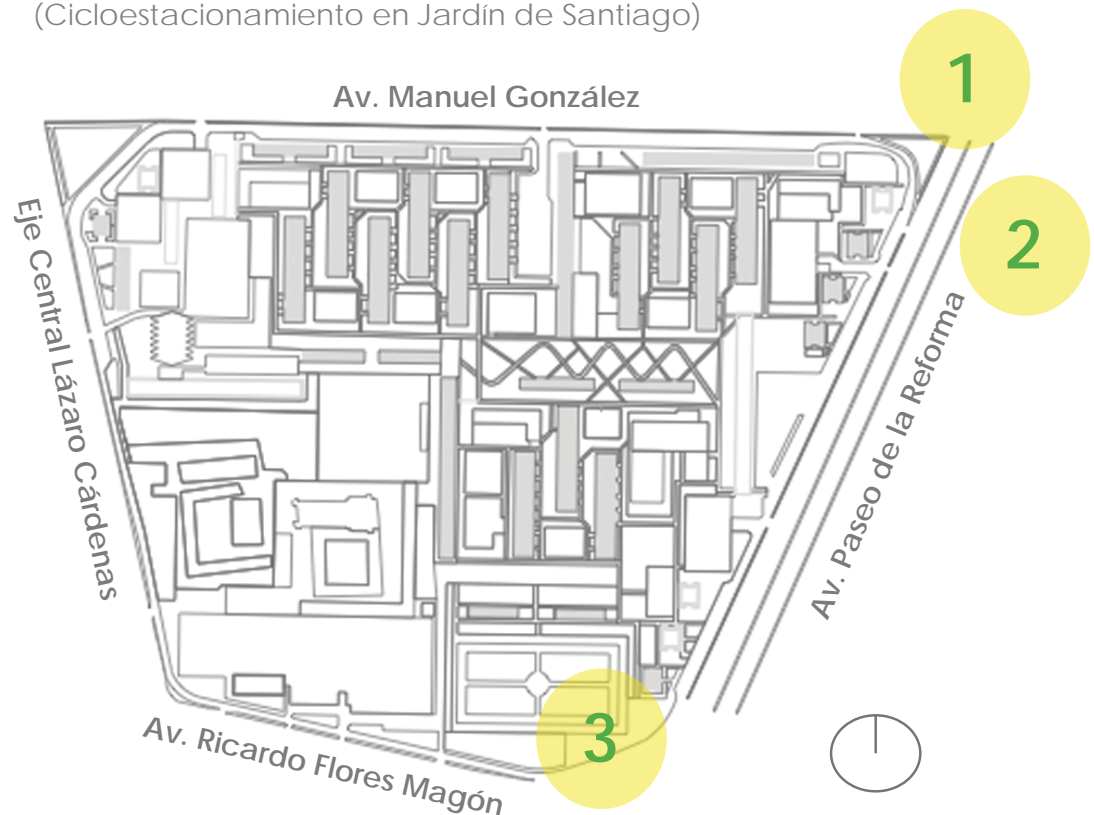 (Cicloestacionamiento en Jardín de Santiago)
1
Av. Manuel González
2
Eje Central Lázaro Cárdenas
Av. Paseo de la Reforma
3
Av. Ricardo Flores Magón